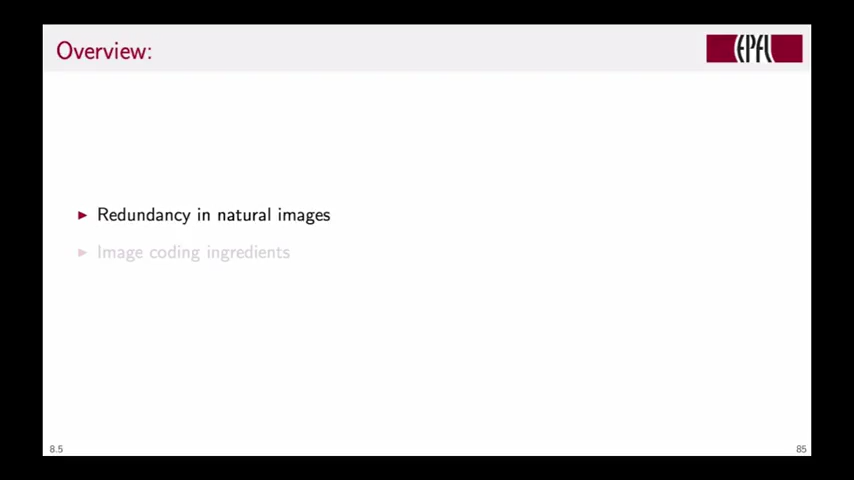 Overview:
EPFL
Redundancy in natural images
Image coding ingredients
8.5
85